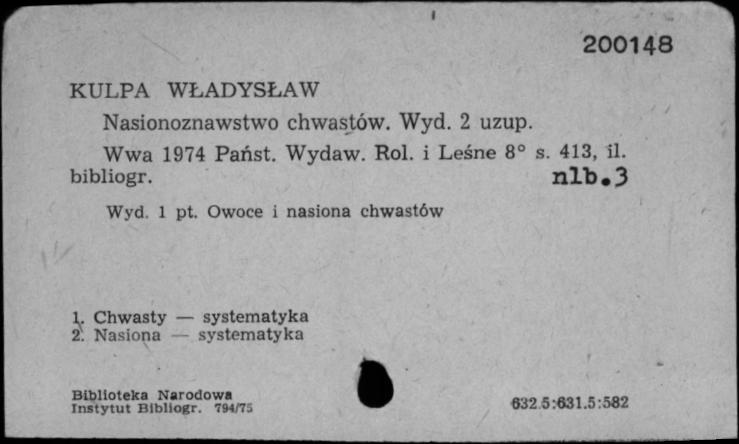 200148
KULPA WŁADYSŁAW
Nasionoznawstwo chwastów. Wyd. 2 uzup.
Wwa 1974 Państ. Wydaw. Rol. i Leśne 8° s. 413, il.
bibliogr. nlb.3
Wyd. 1 pt. Owoce i nasiona chwastów
1. Chwasty — systematyka
2. Nasiona — systematyka
Biblioteka Narodowa
Instytut Bibliogr. 794/75
632.5:631.5:582